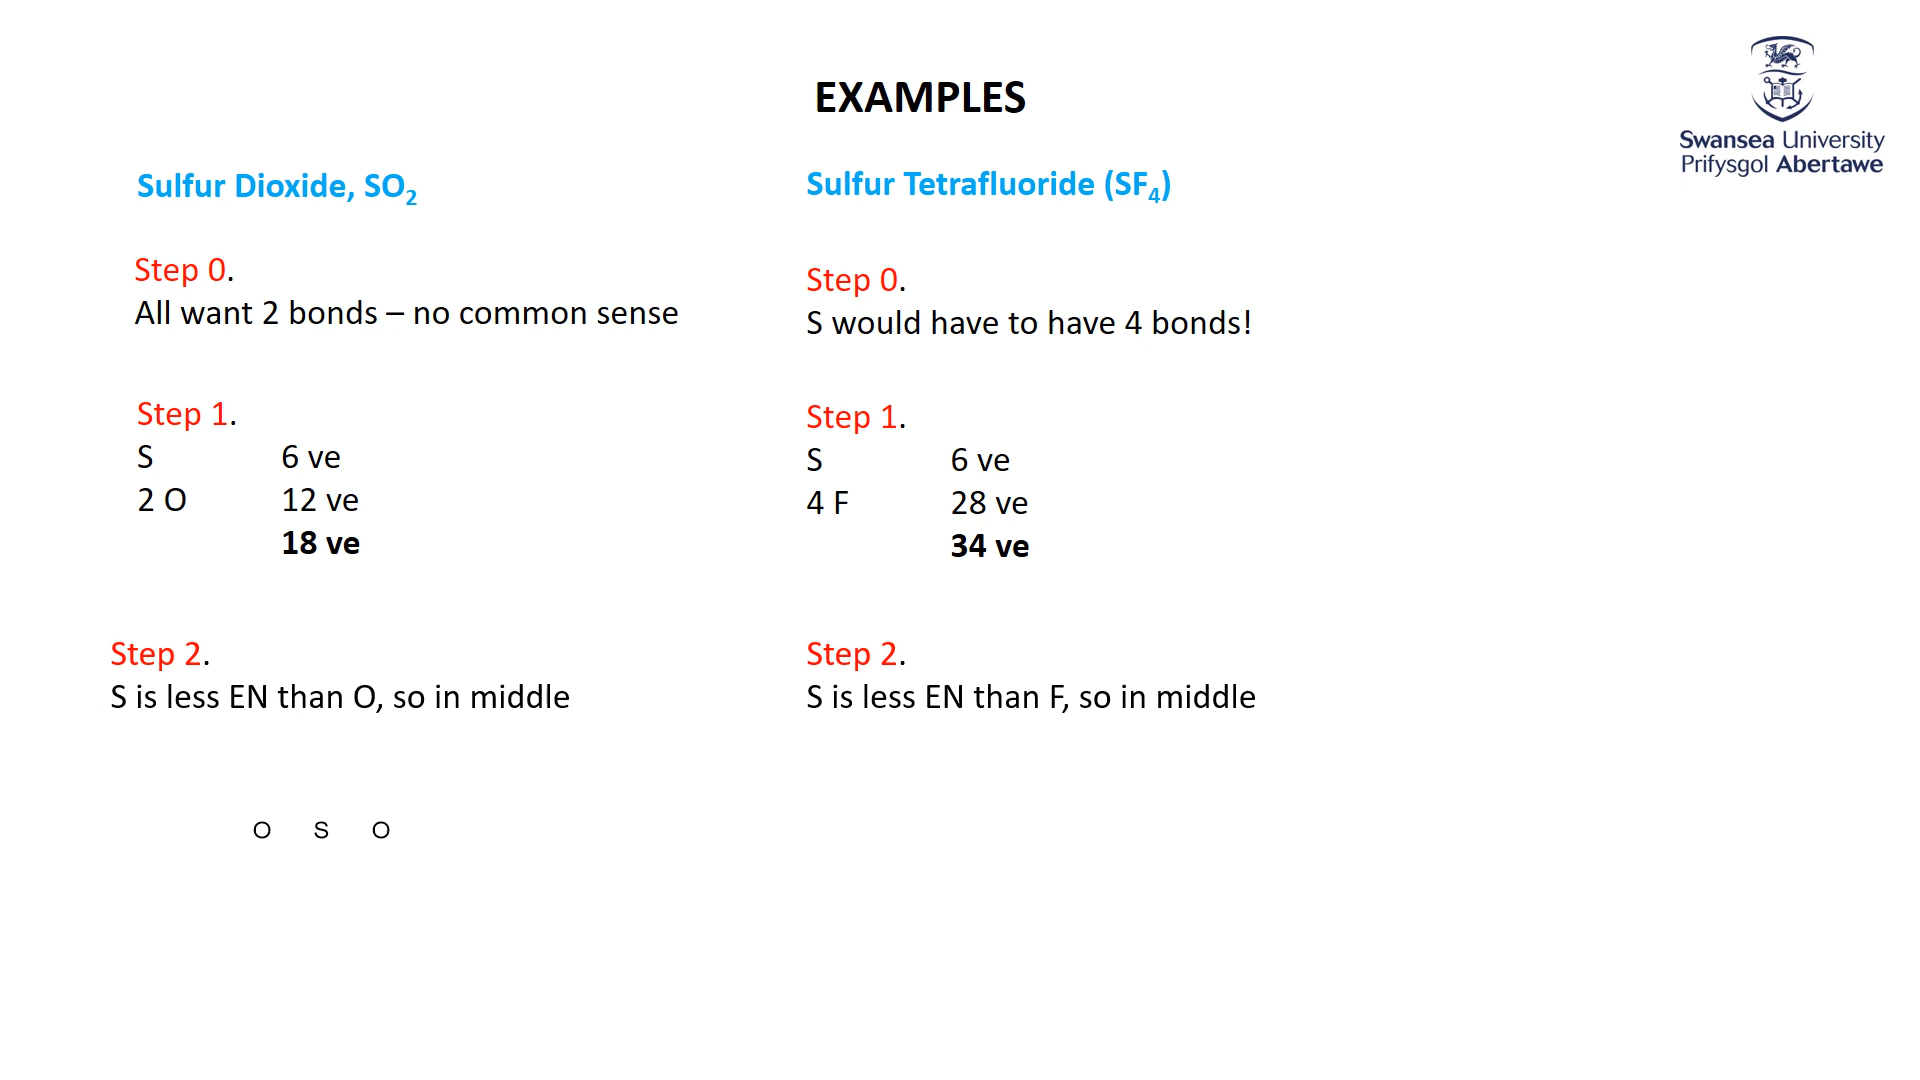 EXAMPLES
Swansea University
Prifysgol Abertawe
Sulfur Dioxide, SO2
Step 0.
All want 2 bonds – no common sense
Step 1.
S 6 ve
2 O 12 ve
18 ve
Step 2.
S is less EN than O, so in middle
O S O
Sulfur Tetrafluoride (SF4)
Step 0.
S would have to have 4 bonds!
Step 1.
S 6 ve
4 F 28 ve
34 ve
Step 2.
S is less EN than F, so in middle